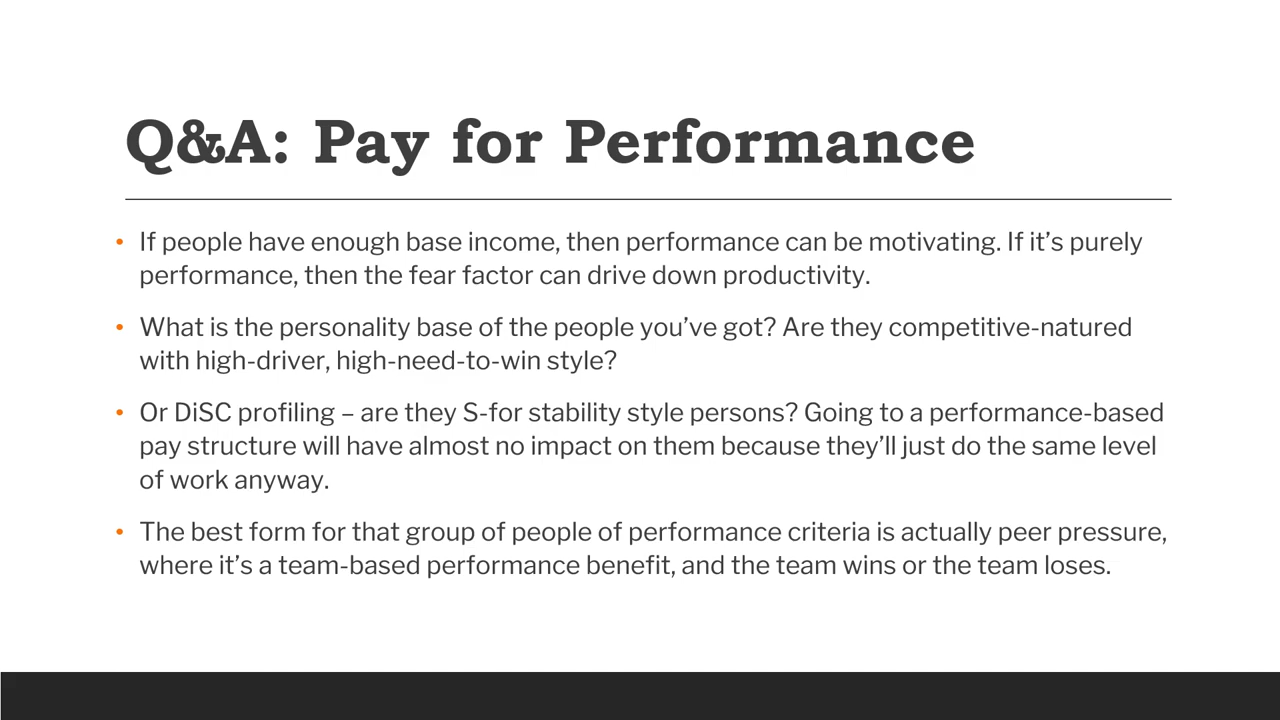 Q&A: Pay for Performance
• If people have enough base income, then performance can be motivating. If it’s purely
performance, then the fear factor can drive down productivity.
• What is the personality base of the people you’ve got? Are they competitive-natured
with high-driver, high-need-to-win style?
• Or DiSC profiling – are they S-for stability style persons? Going to a performance-based
pay structure will have almost no impact on them because they’ll just do the same level
of work anyway.
• The best form for that group of people of performance criteria is actually peer pressure,
where it’s a team-based performance benefit, and the team wins or the team loses.